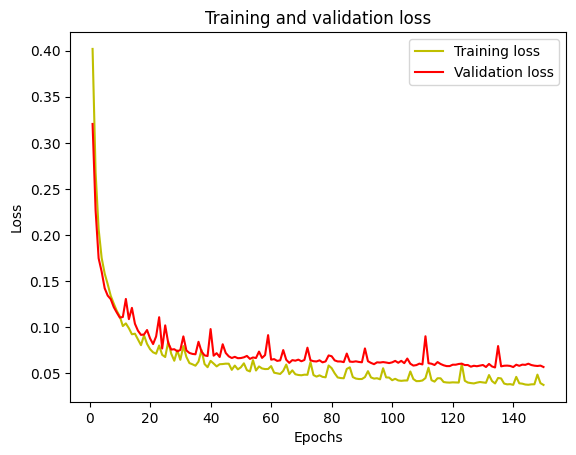 Training and validation loss
Training loss
Validation loss
0.40
0.35
0.30
0.25
0.20
0.15
0.10
0.05
Loss
0 20 40 60 80 100 120 140
Epochs